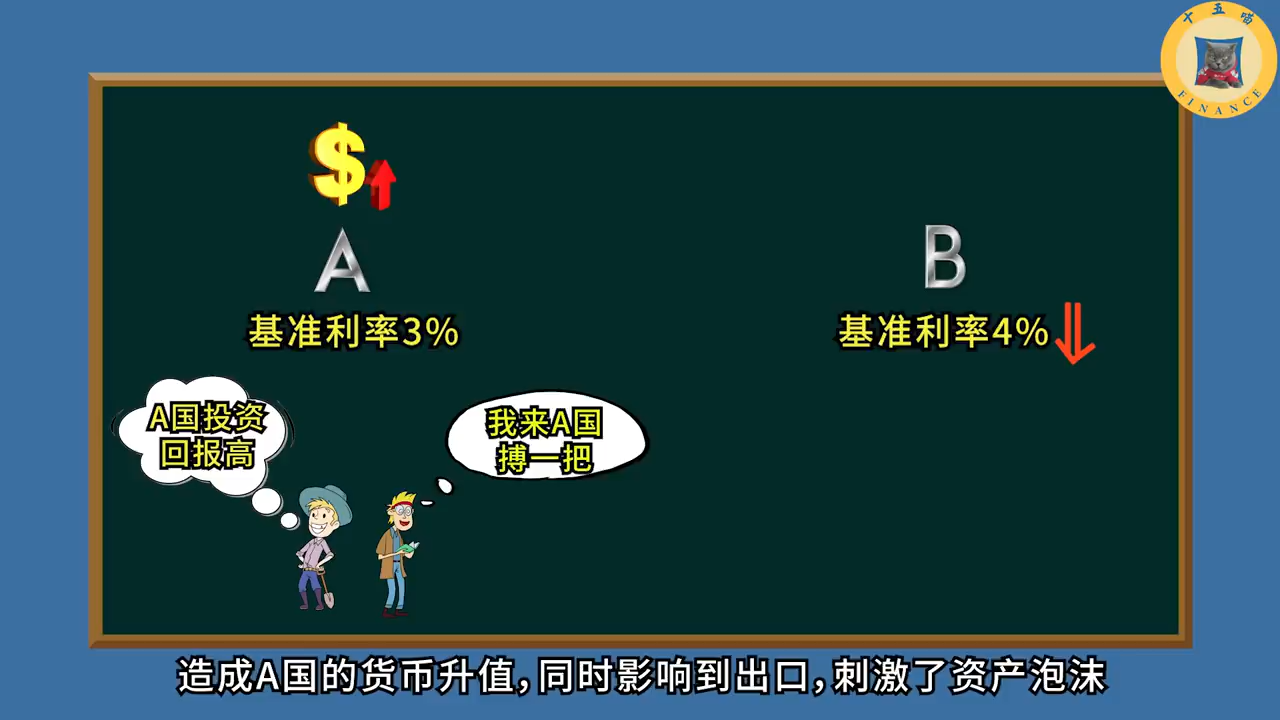 十五喵
FINANCE
$
A
B
基准利率3%
基准利率4%
A国投资
回报高
我来A国
搏一把
造成A国的货币升值，同时影响到出口，刺激了资产泡沫